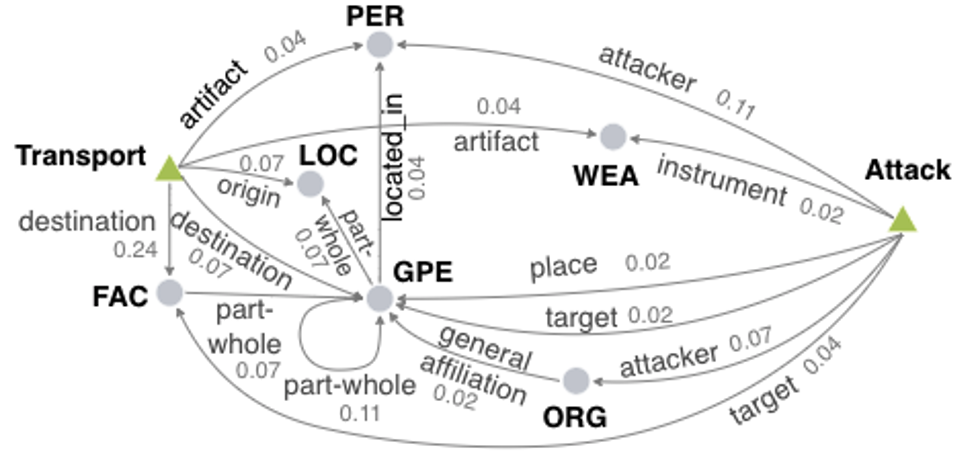 PER
artifact 0.04
attacker 0.11
0.04
artifact
Transport
0.07
origin
LOC
located_in
0.04
WEA
instrument 0.02
Attack
destination
0.24
destination
0.07
part-
whole
0.07
GPE
place 0.02
FAC
part-
whole
0.07
target 0.02
general
affiliation
0.02
attacker 0.07
part-whole
0.11
ORG
target 0.04